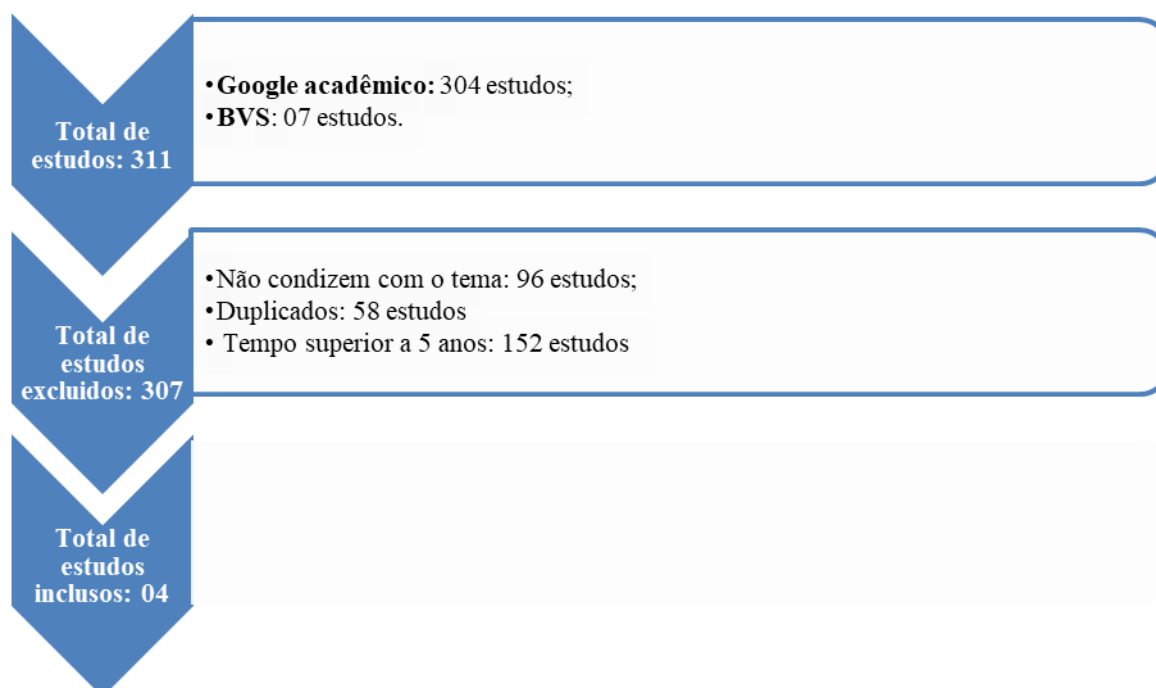 Total de
estudos: 311
•Google acadêmico: 304 estudos;
•BVS: 07 estudos.
Total de
estudos
excluidos: 307
•Não condizem com o tema: 96 estudos;
•Duplicados: 58 estudos
• Tempo superior a 5 anos: 152 estudos
Total de
estudos
inclusos: 04